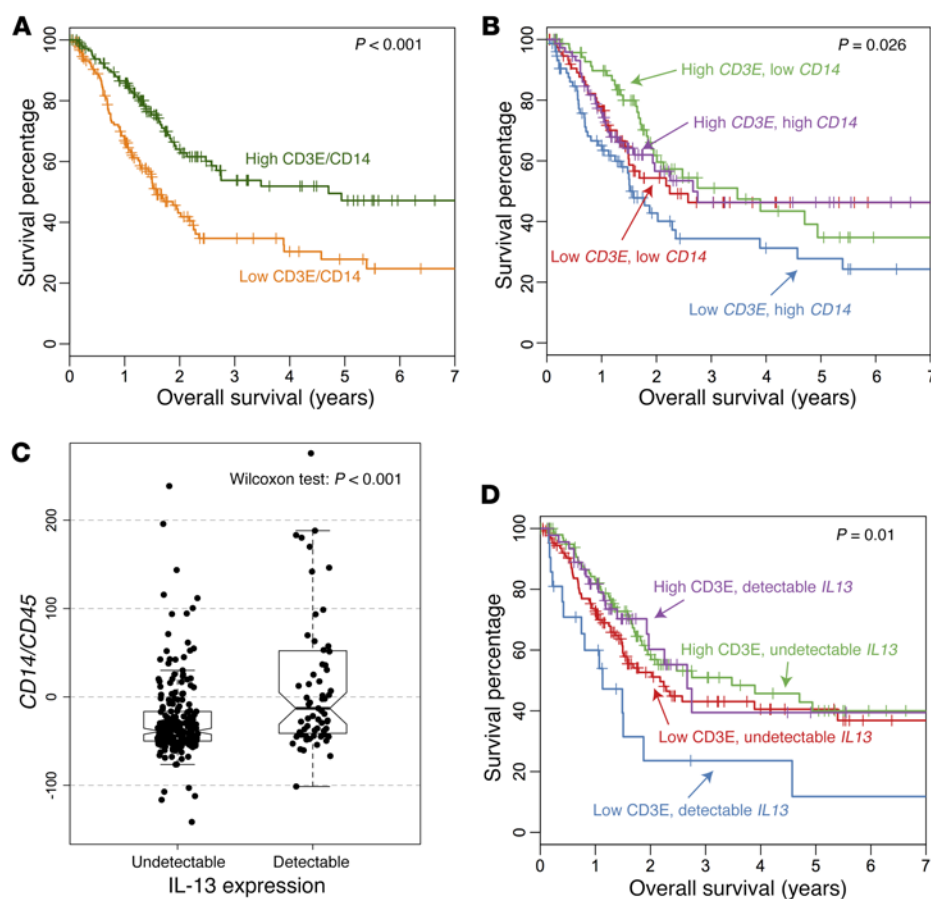 A
P < 0.001
Survival percentage
100
80
60
40
20
0
High CD3E/CD14
Low CD3E/CD14
0 1 2 3 4 5 6 7
Overall survival (years)
B
P = 0.026
Survival percentage
100
80
60
40
20
0
High CD3E, low CD14
High CD3E, high CD14
Low CD3E, low CD14
Low CD3E, high CD14
0 1 2 3 4 5 6 7
Overall survival (years)
C
Wilcoxon test: P < 0.001
CD14/CD45
200
100
0
-100
Undetectable Detectable
IL-13 expression
D
P = 0.01
Survival percentage
100
80
60
40
20
0
High CD3E, detectable IL13
High CD3E, undetectable IL13
Low CD3E, undetectable IL13
Low CD3E, detectable IL13
0 1 2 3 4 5 6 7
Overall survival (years)